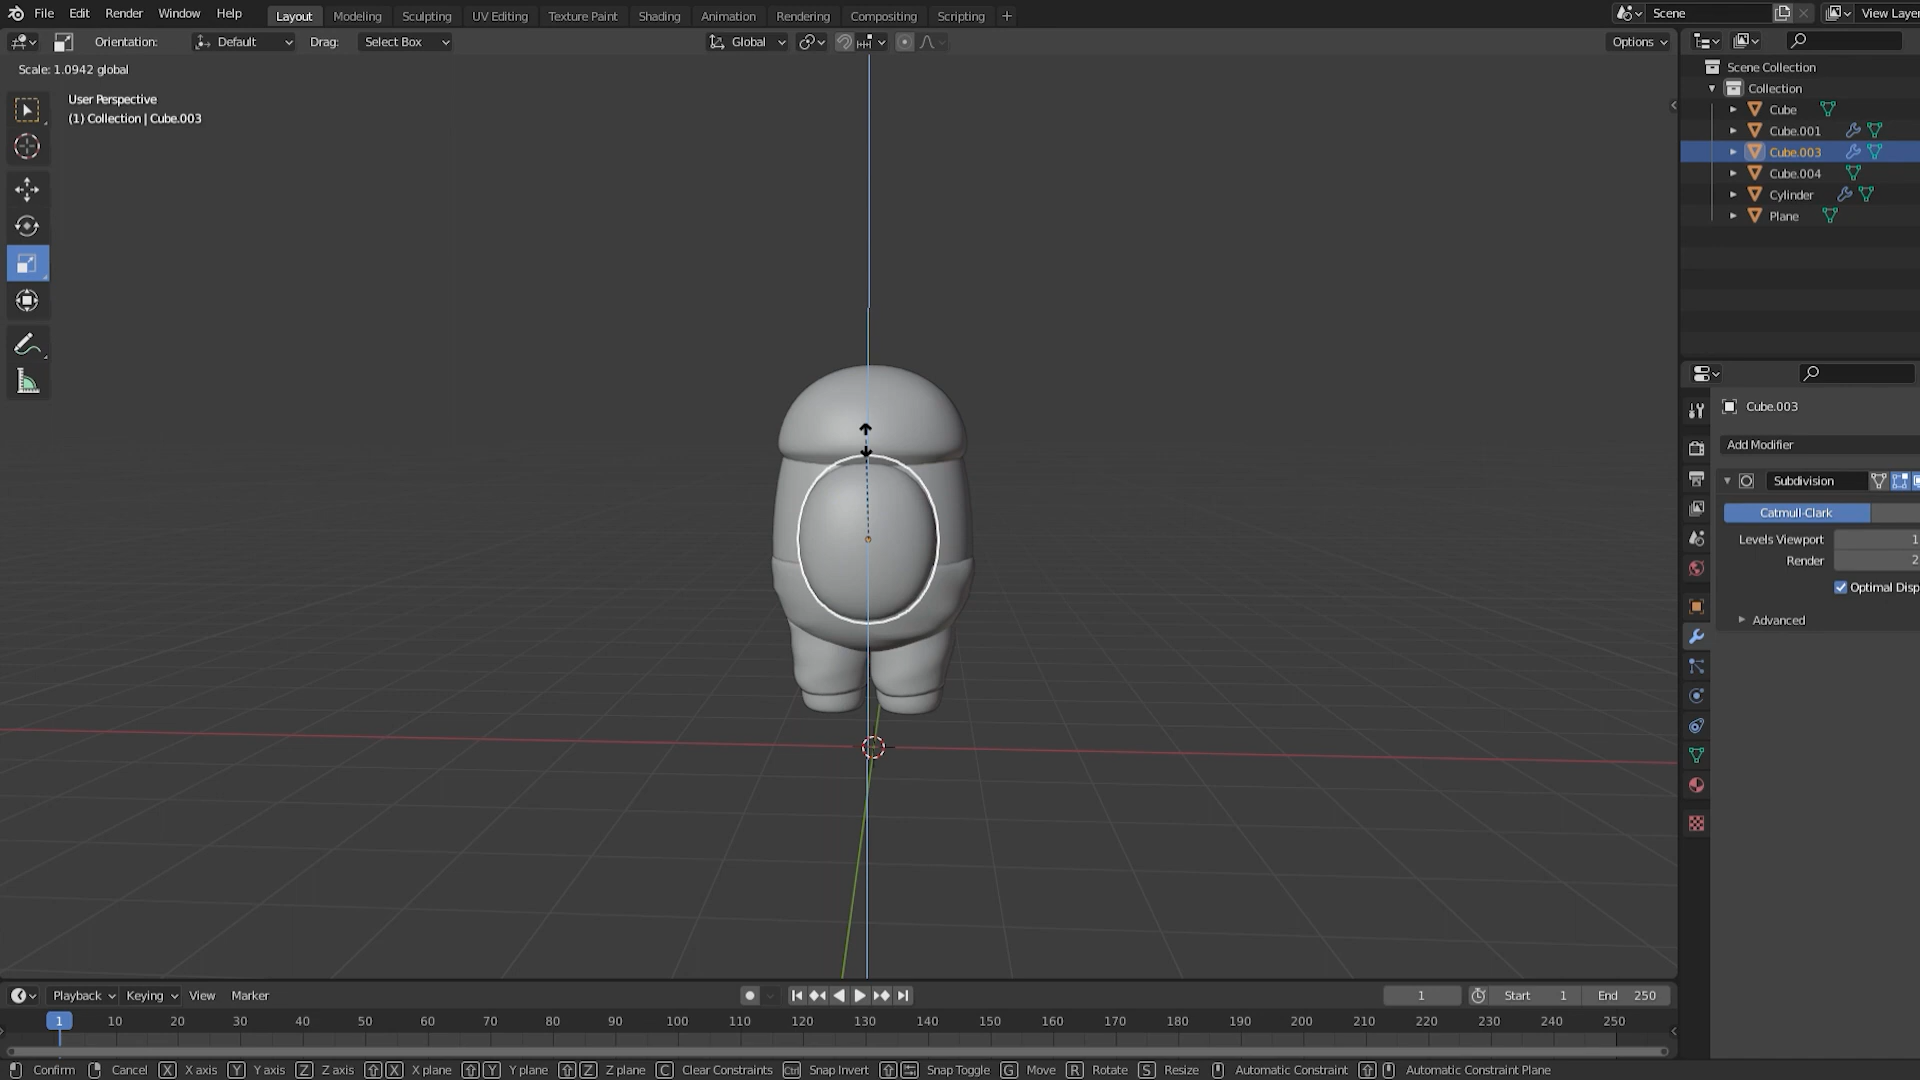 File Edit Render Window Help Layout Modeling Sculpting UV Editing Texture Paint Shading Animation Rendering Compositing Scripting + Scene View Layer
Orientation: Default Drag: Select Box Global Options
Scale: 1.0942 global
User Perspective
(1) Collection | Cube.003
Scene Collection
Collection
Cube
Cube.001
Cube.003
Cube.004
Cylinder
Plane
Cube.003
Add Modifier
Subdivision
Catmull-Clark
Levels Viewport 1
Render 2
Optimal Disp
Advanced
Playback Keying View Marker 1 Start 1 End 250
1 10 20 30 40 50 60 70 80 90 100 110 120 130 140 150 160 170 180 190 200 210 220 230 240 250
Confirm Cancel X X axis Y Y axis Z Z axis X X plane Y Y plane Z Z plane C Clear Constraints Ctrl Snap Invert Snap Toggle G Move R Rotate S Resize Automatic Constraint Automatic Constraint Plane